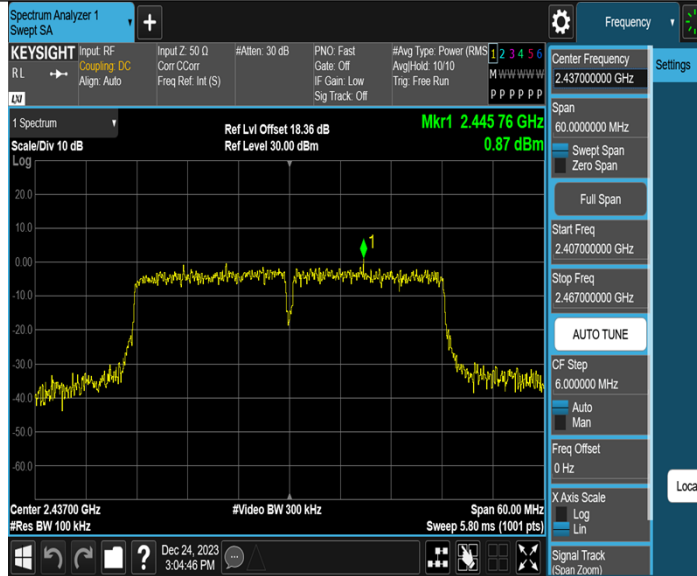 Spectrum Analyzer 1
Swept SA
Frequency
KEYSIGHT
RL
LXI
Input: RF
Coupling: DC
Align: Auto
Input Z: 50 Ω
Corr CCorr
Freq Ref: Int (S)
#Atten: 30 dB
PNO: Fast
Gate: Off
IF Gain: Low
Sig Track: Off
#Avg Type: Power (RMS
Avg|Hold: 10/10
Trig: Free Run
1 2 3 4 5 6
M W W W W W
P P P P P P
Center Frequency
2.437000000 GHz
Settings
1 Spectrum
Scale/Div 10 dB
Ref Lvl Offset 18.36 dB
Ref Level 30.00 dBm
Mkr1 2.445 76 GHz
0.87 dBm
Log
20.0
10.0
0.00
-10.0
-20.0
-30.0
-40.0
-50.0
-60.0
1
Span
60.0000000 MHz
Swept Span
Zero Span
Full Span
Start Freq
2.407000000 GHz
Stop Freq
2.467000000 GHz
AUTO TUNE
CF Step
6.000000 MHz
Auto
Man
Freq Offset
0 Hz
Loca
X Axis Scale
Log
Lin
Signal Track
(Span Zoom)
Center 2.43700 GHz
#Res BW 100 kHz
#Video BW 300 kHz
Span 60.00 MHz
Sweep 5.80 ms (1001 pts)
?
Dec 24, 2023
3:04:46 PM